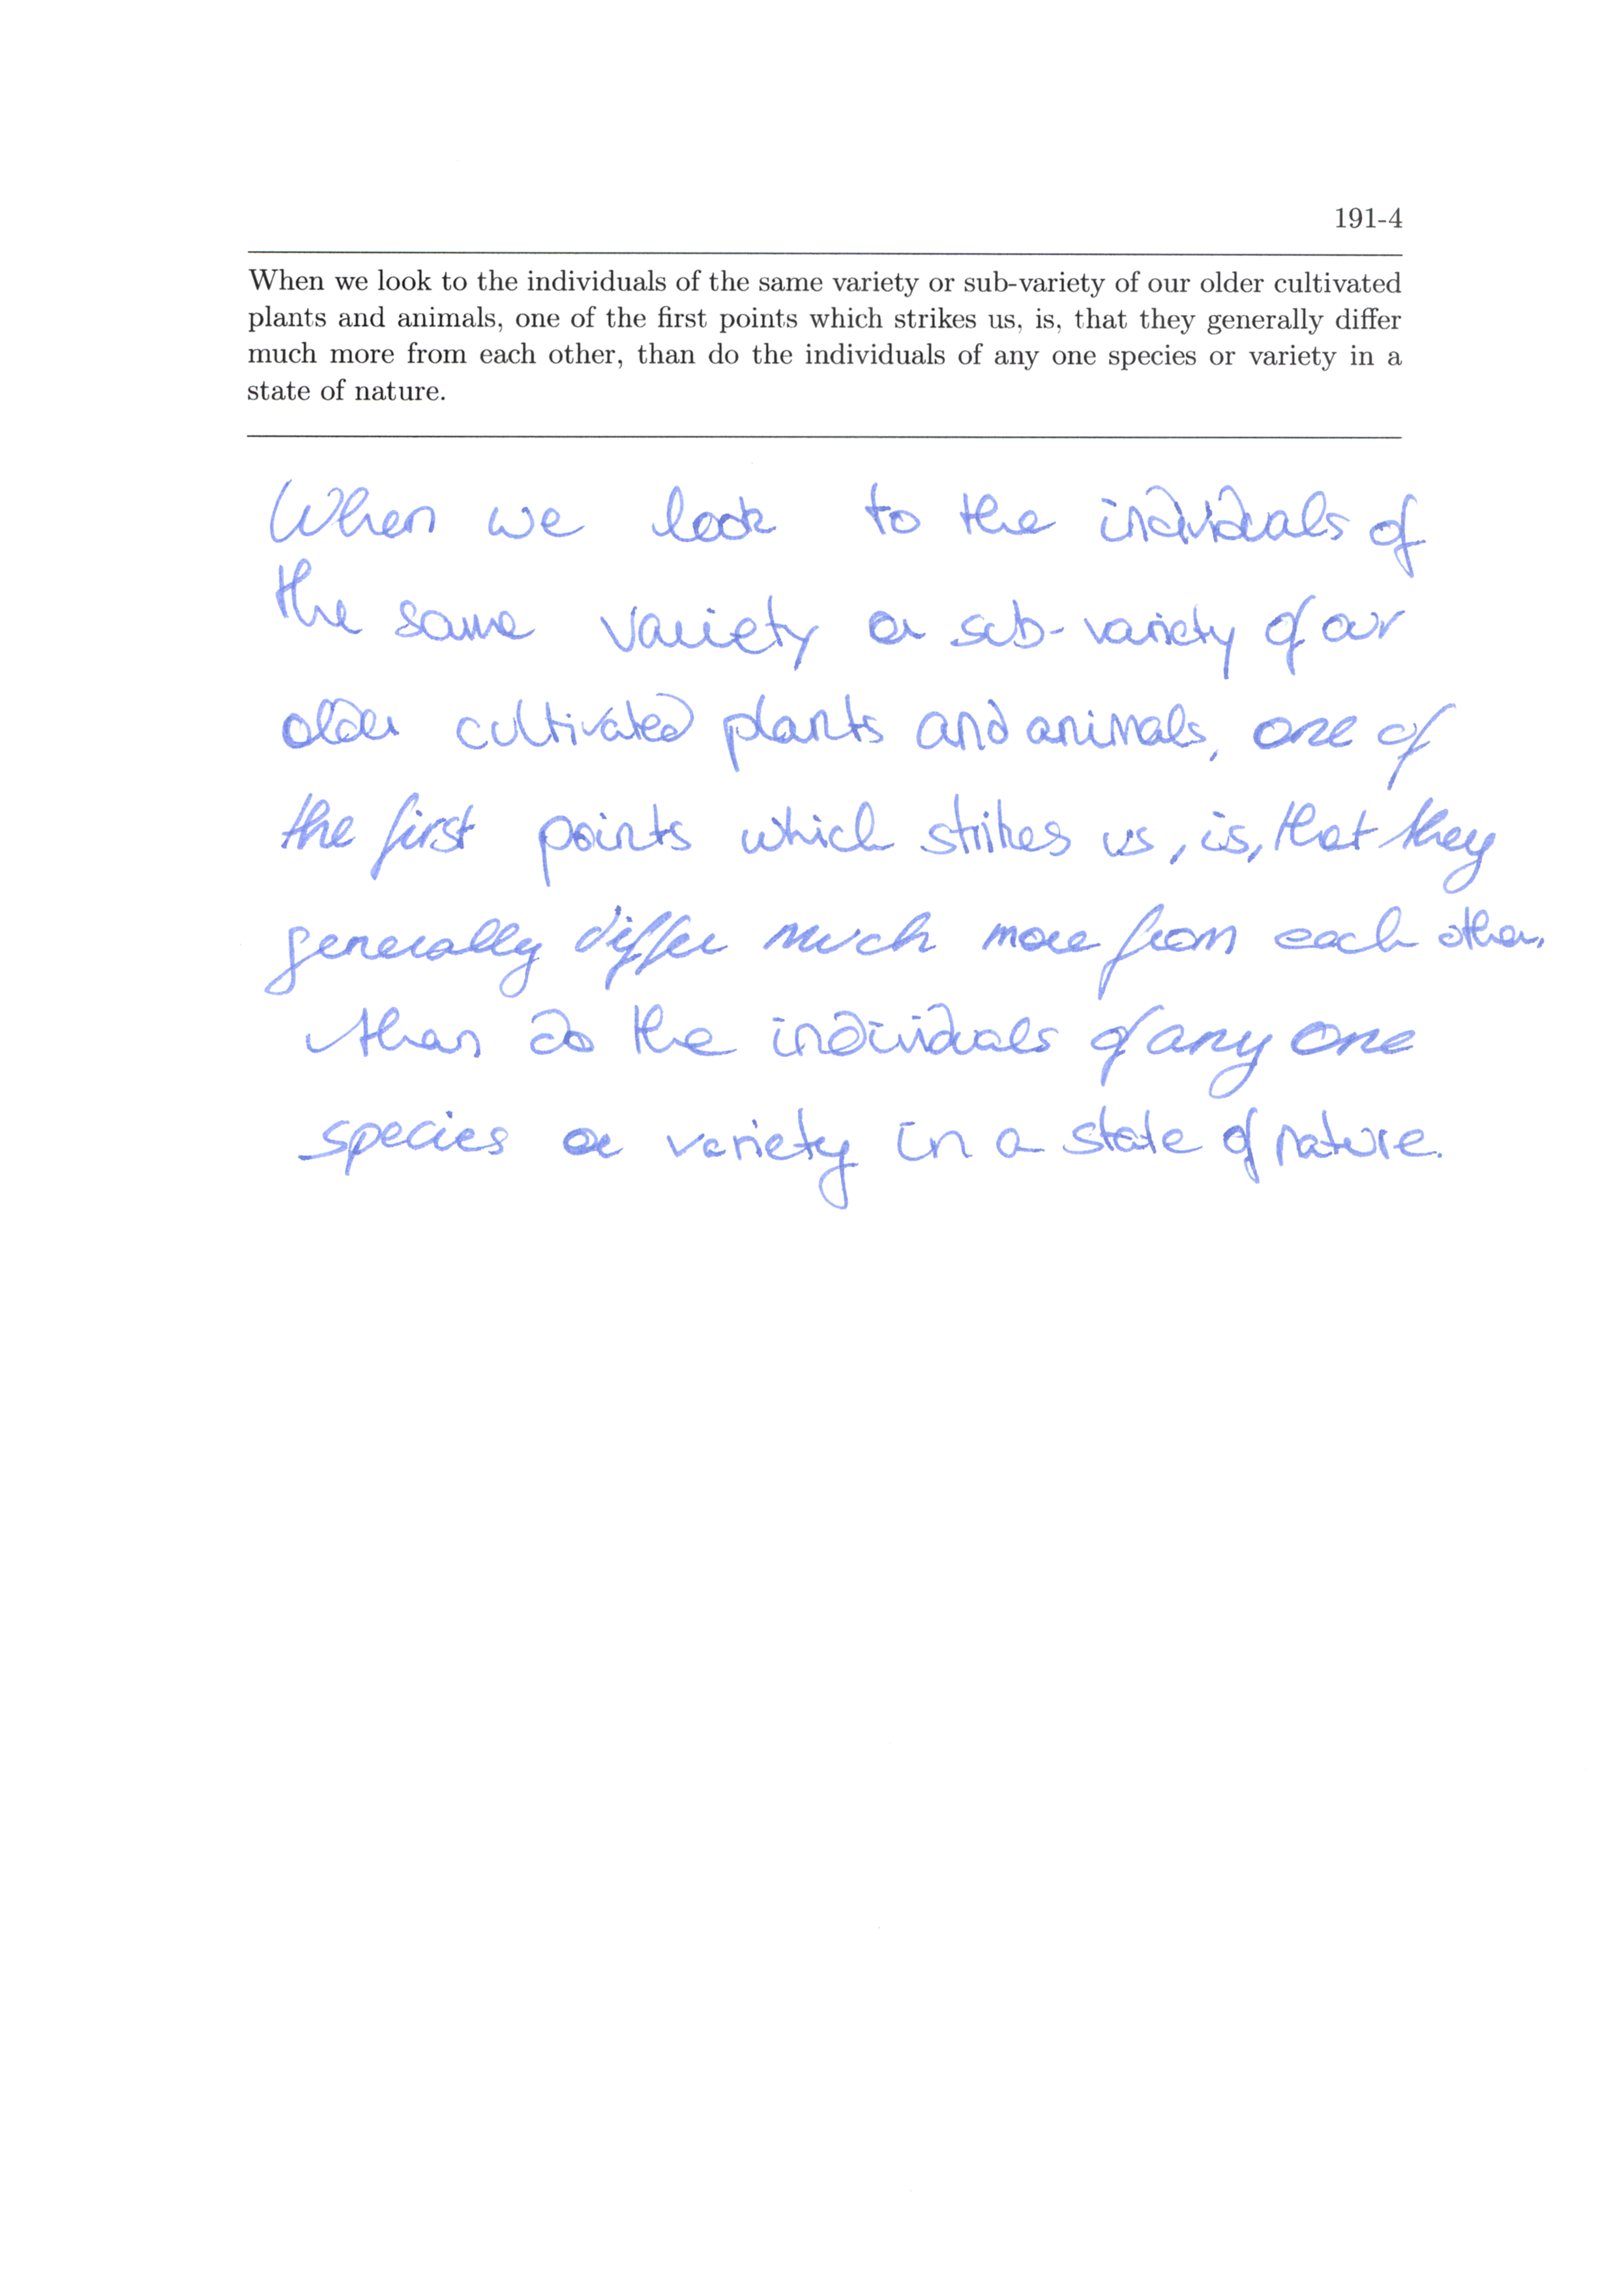 191-4
When we look to the individuals of the same variety or sub-variety of our older cultivated
plants and animals, one of the first points which strikes us, is, that they generally differ
much more from each other, than do the individuals of any one species or variety in a
state of nature.
When we look to the individuals of
the same variety or sub-variety of our
older cultivated plants and animals, one of
the first points which strikes us, is, that they
generally differ much more from each other,
than do the individuals of any one
species or variety in a state of nature.